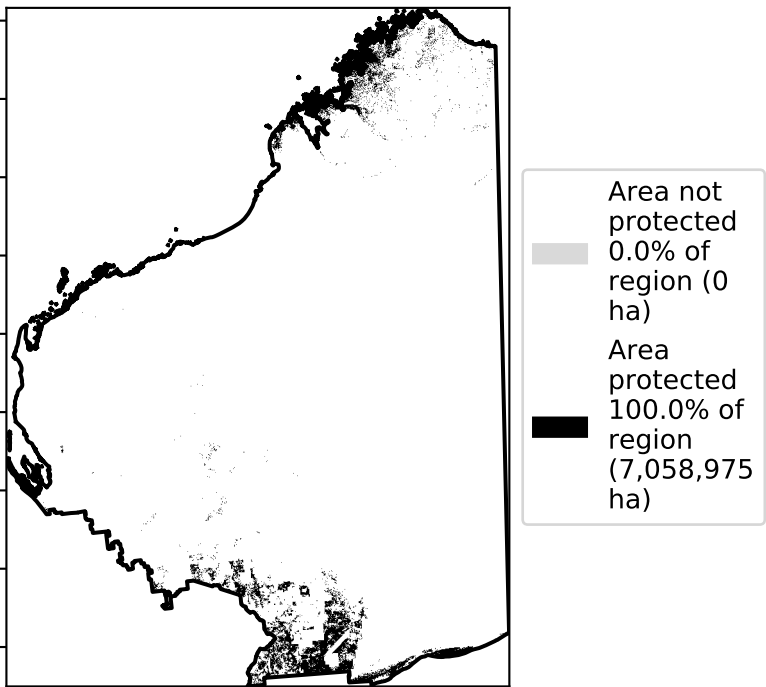 Area not
protected
0.0% of
region (0
ha)
Area
protected
100.0% of
region
(7,058,975
ha)